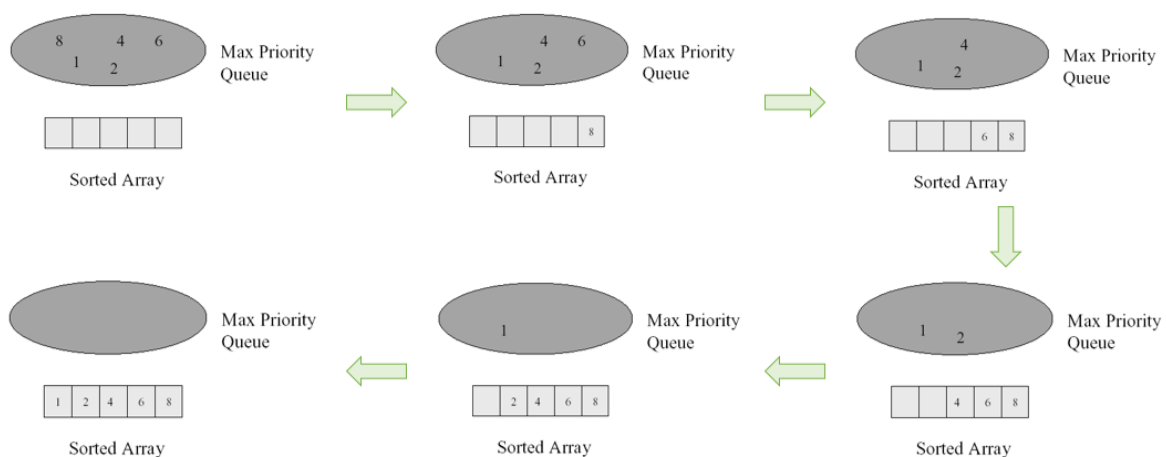 8 4 6
1 2
Max Priority
Queue
Sorted Array
4 6
1 2
Max Priority
Queue
8
Sorted Array
4
1 2
Max Priority
Queue
6 8
Sorted Array
1 2
Max Priority
Queue
4 6 8
Sorted Array
1
Max Priority
Queue
2 4 6 8
Sorted Array
Max Priority
Queue
1 2 4 6 8
Sorted Array